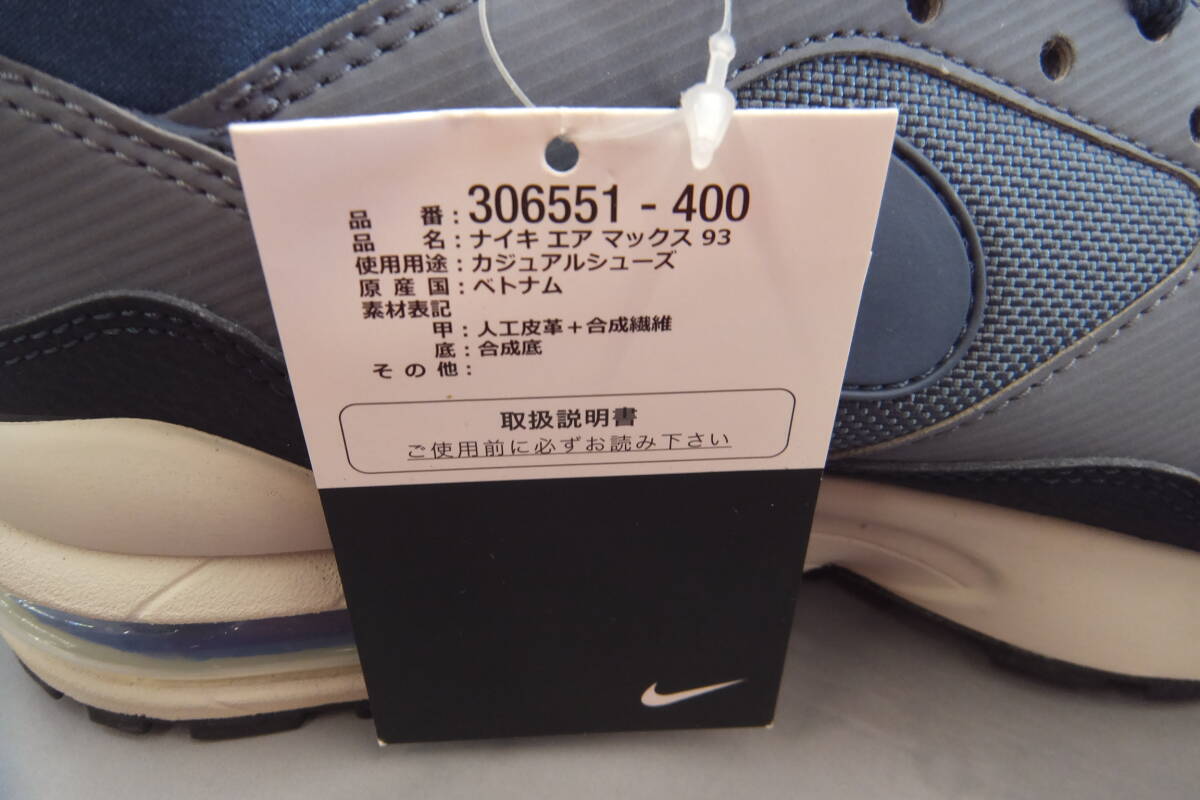 品 番：306551 - 400
品 名：ナイキ エア マックス 93
使用用途：カジュアルシューズ
原 産 国：ベトナム
素材表記
甲：人工皮革＋合成繊維
底：合成底
そ の 他：
取扱説明書
ご使用前に必ずお読み下さい